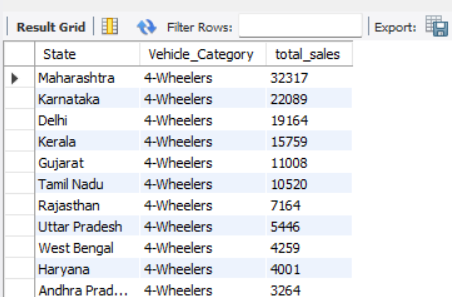 Result Grid Filter Rows: Export:
State Vehicle_Category total_sales
Maharashtra 4-Wheelers 32317
Karnataka 4-Wheelers 22089
Delhi 4-Wheelers 19164
Kerala 4-Wheelers 15759
Gujarat 4-Wheelers 11008
Tamil Nadu 4-Wheelers 10520
Rajasthan 4-Wheelers 7164
Uttar Pradesh 4-Wheelers 5446
West Bengal 4-Wheelers 4259
Haryana 4-Wheelers 4001
Andhra Prad... 4-Wheelers 3264